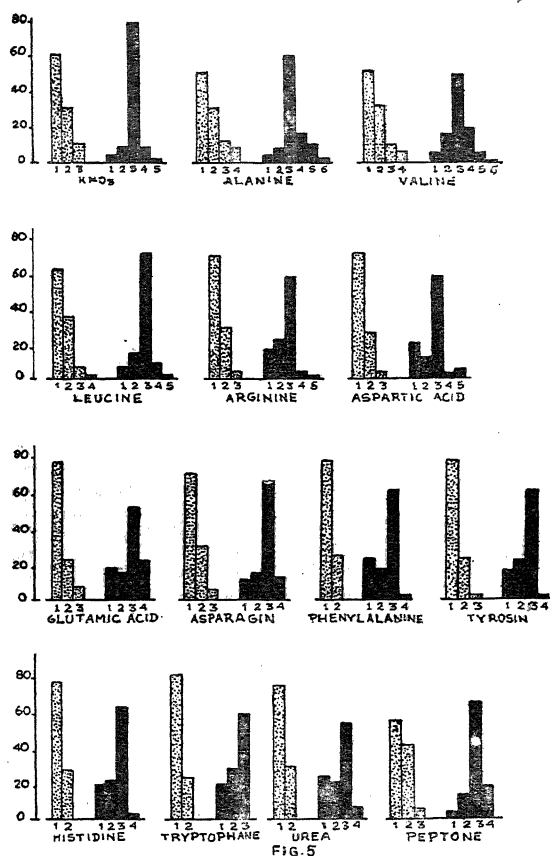 80
60
40
20
0
1 2 3 1 2 3 4 5
KNO3
1 2 3 4 1 2 3 4 5 6
ALANINE
1 2 3 4 1 2 3 4 5 6
VALINE
80
60
40
20
0
1 2 3 4 1 2 3 4 5
LEUCINE
1 2 3 1 2 3 4 5
ARGININE
1 2 3 1 2 3 4 5
ASPARTIC ACID
80
60
40
20
0
1 2 3 1 2 3 4
GLUTAMIC ACID.
1 2 3 1 2 3 4
ASPARAGIN
1 2 1 2 3 4
PHENYLALANINE
1 2 3 1 2 3 4
TYROSIN
80
60
40
20
0
1 2 1 2 3 4
HISTIDINE
1 2 1 2 3
TRYPTOPHANE
1 2 1 2 3 4
UREA
1 2 3 1 2 3 4
PEPTONE
FIG.5